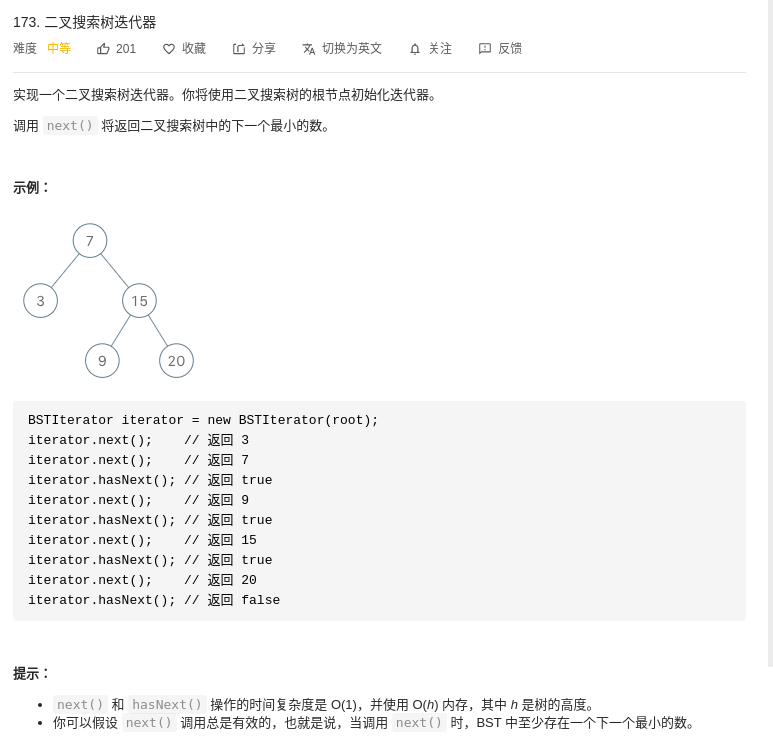 173. 二叉搜索树迭代器
难度 中等 201 收藏 分享 切换为英文 关注 反馈
实现一个二叉搜索树迭代器。你将使用二叉搜索树的根节点初始化迭代器。
调用 next() 将返回二叉搜索树中的下一个最小的数。
示例：
7
3 15
9 20
BSTIterator iterator = new BSTIterator(root);
iterator.next();    // 返回 3
iterator.next();    // 返回 7
iterator.hasNext(); // 返回 true
iterator.next();    // 返回 9
iterator.hasNext(); // 返回 true
iterator.next();    // 返回 15
iterator.hasNext(); // 返回 true
iterator.next();    // 返回 20
iterator.hasNext(); // 返回 false
提示：
• next() 和 hasNext() 操作的时间复杂度是 O(1)，并使用 O(h) 内存，其中 h 是树的高度。
• 你可以假设 next() 调用总是有效的，也就是说，当调用 next() 时，BST 中至少存在一个下一个最小的数。